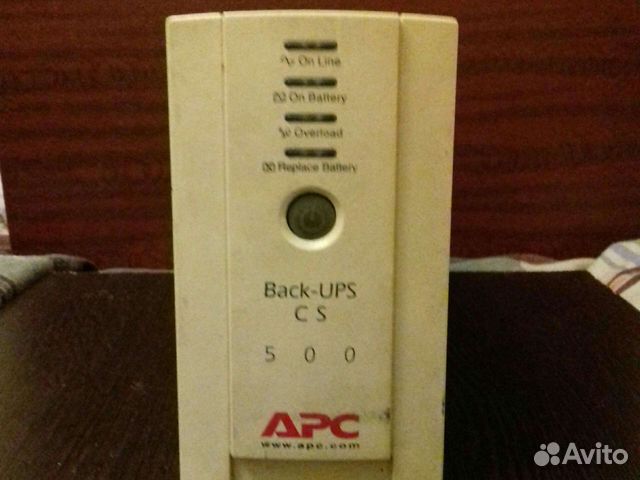 On Line
On Battery
Overload
Replace Battery
Back-UPS
CS
500
APC
www.apc.com
Avito